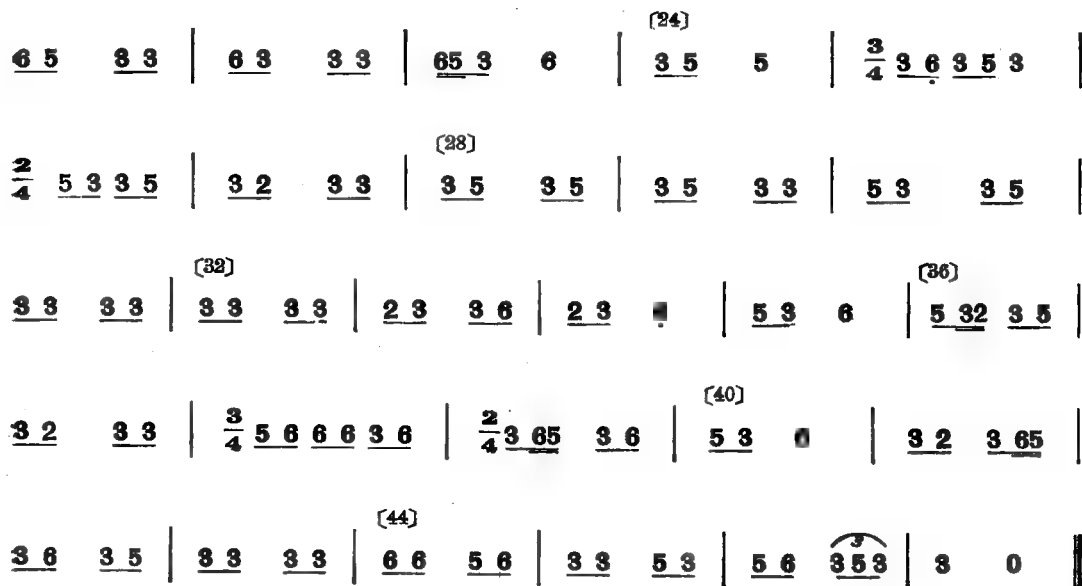 〔24〕
6 5 3 3 | 6 3 3 3 | 65 3 6 | 3 5 5 | 3/4 3 6̣ 3 5 3 |
〔28〕
2/4 5 3 3 5 | 3 2 3 3 | 3 5 3 5 | 3 5 3 3 | 5 3 3 5 |
〔32〕 〔36〕
3 3 3 3 | 3 3 3 3 | 2 3 3 6 | 2 3 | 5 3 6 | 5 32 3 5 |
〔40〕
3 2 3 3 | 3/4 5 6 6 6 3 6 | 2/4 3 65 3 6 | 5 3 | 3 2 3 65 |
〔44〕 3
3 6 3 5 | 3 3 3 3 | 6 6 5 6 | 3 3 5 3 | 5 6 3 5 3 | 3 0 ‖